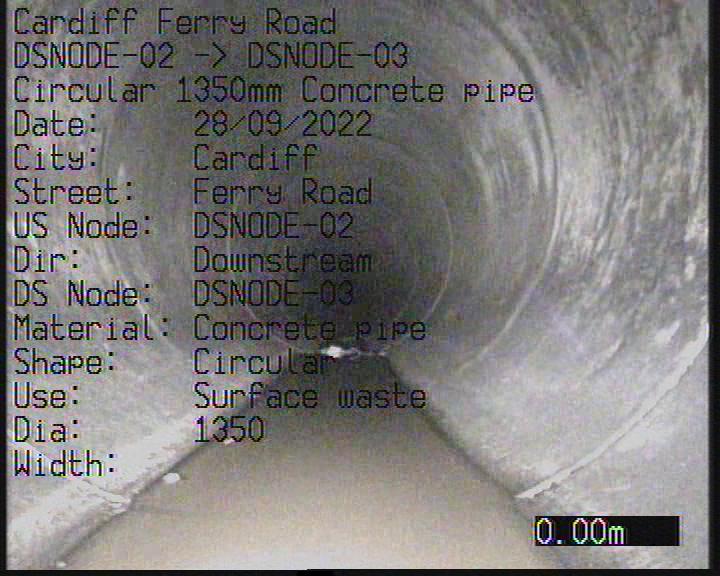 Cardiff Ferry Road
DSNODE-02 -> DSNODE-03
Circular 1350mm Concrete pipe
Date: 28/09/2022
City: Cardiff
Street: Ferry Road
US Node: DSNODE-02
Dir: Downstream
DS Node: DSNODE-03
Material: Concrete pipe
Shape: Circular
Use: Surface waste
Dia: 1350
Width:
0.00m